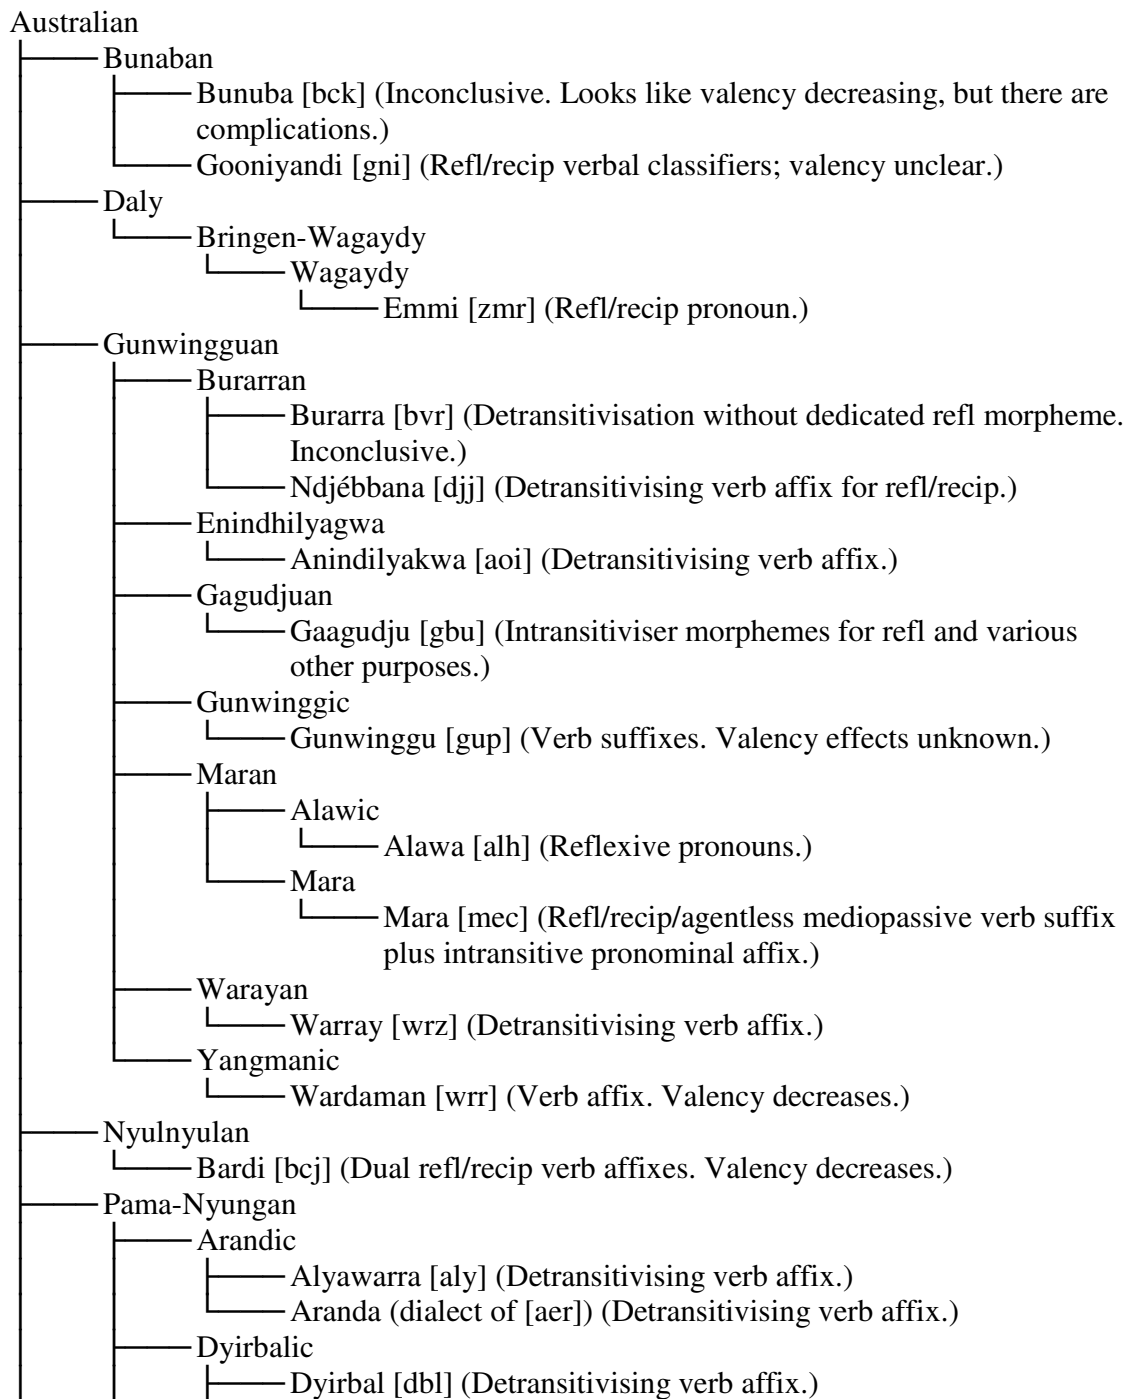 Australian
Bunaban
Bunuba [bck] (Inconclusive. Looks like valency decreasing, but there are
complications.)
Gooniyandi [gni] (Refl/recip verbal classifiers; valency unclear.)
Daly
Bringen-Wagaydy
Wagaydy
Emmi [zmr] (Refl/recip pronoun.)
Gunwingguan
Burarran
Burarra [bvr] (Detransitivisation without dedicated refl morpheme.
Inconclusive.)
Ndjébbana [djj] (Detransitivising verb affix for refl/recip.)
Enindhilyagwa
Anindilyakwa [aoi] (Detransitivising verb affix.)
Gagudjuan
Gaagudju [gbu] (Intransitiviser morphemes for refl and various
other purposes.)
Gunwinggic
Gunwinggu [gup] (Verb suffixes. Valency effects unknown.)
Maran
Alawic
Alawa [alh] (Reflexive pronouns.)
Mara
Mara [mec] (Refl/recip/agentless mediopassive verb suffix
plus intransitive pronominal affix.)
Warayan
Warray [wrz] (Detransitivising verb affix.)
Yangmanic
Wardaman [wrr] (Verb affix. Valency decreases.)
Nyulnyulan
Bardi [bcj] (Dual refl/recip verb affixes. Valency decreases.)
Pama-Nyungan
Arandic
Alyawarra [aly] (Detransitivising verb affix.)
Aranda (dialect of [aer]) (Detransitivising verb affix.)
Dyirbalic
Dyirbal [dbl] (Detransitivising verb affix.)